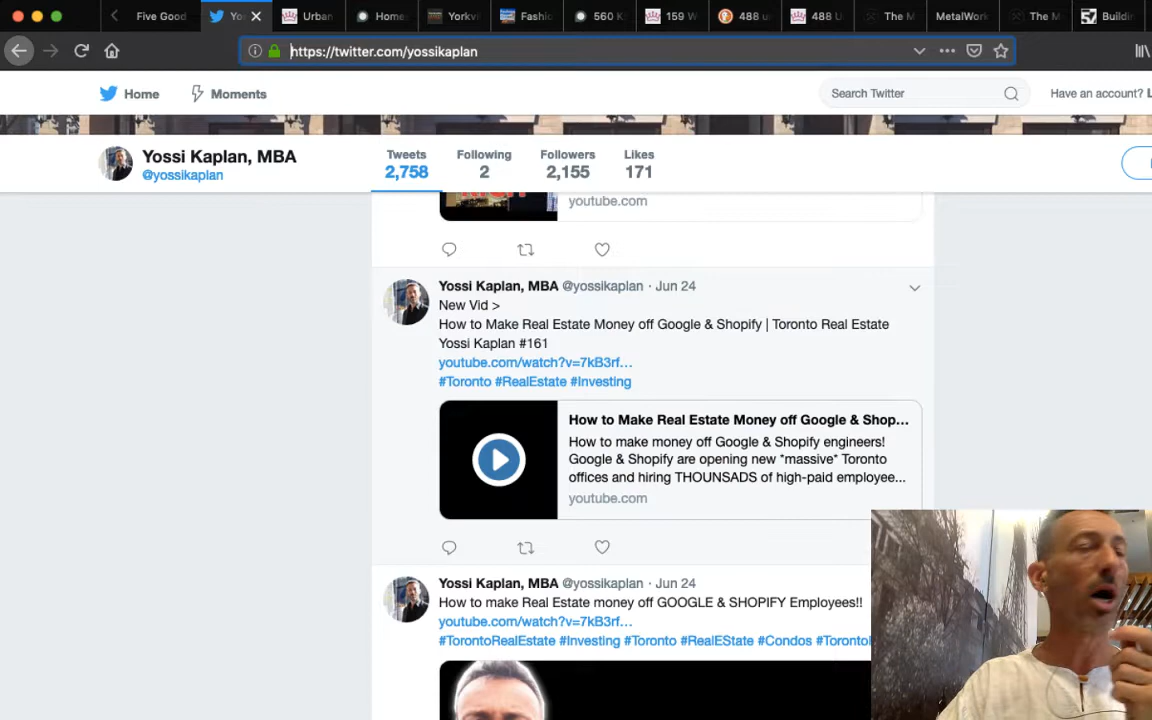 Five Good
Yo
Urban
Home
Yorkvi
Fashi
560 K
159 W
488 u
488 U
The M
MetalWork
The M
57 Buildin
https://twitter.com/yossikaplan
Home
Moments
Search Twitter
Have an account? L
Yossi Kaplan, MBA
@yossikaplan
Tweets
2,758
Following
2
Followers
2,155
Likes
171
youtube.com
Yossi Kaplan, MBA @yossikaplan · Jun 24
New Vid >
How to Make Real Estate Money off Google & Shopify | Toronto Real Estate
Yossi Kaplan #161
youtube.com/watch?v=7kB3rf...
#Toronto #RealEstate #Investing
How to Make Real Estate Money off Google & Shop...
How to make money off Google & Shopify engineers!
Google & Shopify are opening new *massive* Toronto
offices and hiring THOUNSADS of high-paid employee...
youtube.com
Yossi Kaplan, MBA @yossikaplan · Jun 24
How to make Real Estate money off GOOGLE & SHOPIFY Employees!!
youtube.com/watch?v=7kB3rf...
#TorontoRealEstate #Investing #Toronto #RealEState #Condos #Torontol